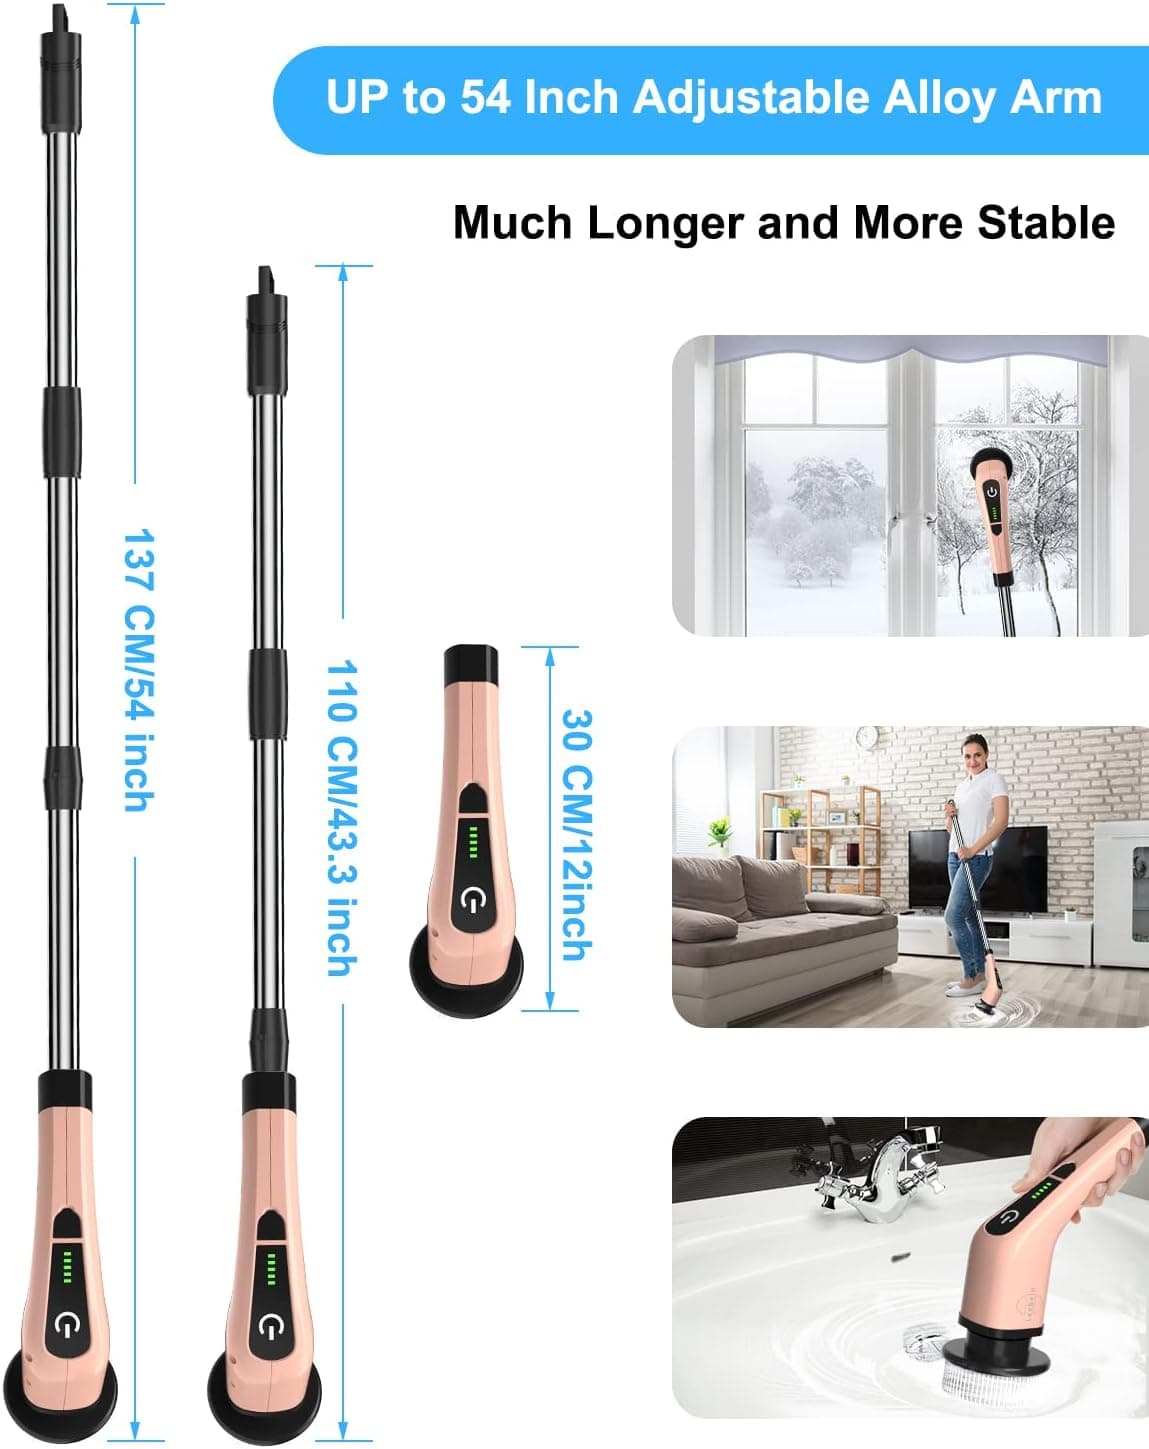 UP to 54 Inch Adjustable Alloy Arm
Much Longer and More Stable
137 CM/54 inch
110 CM/43.3 inch
30 CM/12inch